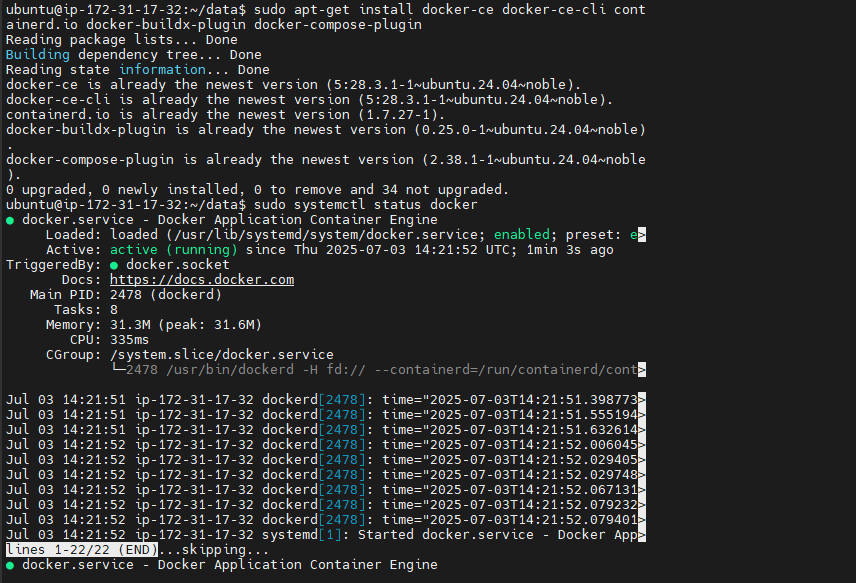 ubuntu@ip-172-31-17-32:~/data$ sudo apt-get install docker-ce docker-ce-cli cont
ainerd.io docker-buildx-plugin docker-compose-plugin
Reading package lists... Done
Building dependency tree... Done
Reading state information... Done
docker-ce is already the newest version (5:28.3.1-1~ubuntu.24.04~noble).
docker-ce-cli is already the newest version (5:28.3.1-1~ubuntu.24.04~noble).
containerd.io is already the newest version (1.7.27-1).
docker-buildx-plugin is already the newest version (0.25.0-1~ubuntu.24.04~noble)
.
docker-compose-plugin is already the newest version (2.38.1-1~ubuntu.24.04~noble
).
0 upgraded, 0 newly installed, 0 to remove and 34 not upgraded.
ubuntu@ip-172-31-17-32:~/data$ sudo systemctl status docker
● docker.service - Docker Application Container Engine
     Loaded: loaded (/usr/lib/systemd/system/docker.service; enabled; preset: e>
     Active: active (running) since Thu 2025-07-03 14:21:52 UTC; 1min 3s ago
TriggeredBy: ● docker.socket
       Docs: https://docs.docker.com
   Main PID: 2478 (dockerd)
      Tasks: 8
     Memory: 31.3M (peak: 31.6M)
        CPU: 335ms
     CGroup: /system.slice/docker.service
             └─2478 /usr/bin/dockerd -H fd:// --containerd=/run/containerd/cont>

Jul 03 14:21:51 ip-172-31-17-32 dockerd[2478]: time="2025-07-03T14:21:51.398773>
Jul 03 14:21:51 ip-172-31-17-32 dockerd[2478]: time="2025-07-03T14:21:51.555194>
Jul 03 14:21:51 ip-172-31-17-32 dockerd[2478]: time="2025-07-03T14:21:51.632614>
Jul 03 14:21:52 ip-172-31-17-32 dockerd[2478]: time="2025-07-03T14:21:52.006045>
Jul 03 14:21:52 ip-172-31-17-32 dockerd[2478]: time="2025-07-03T14:21:52.029405>
Jul 03 14:21:52 ip-172-31-17-32 dockerd[2478]: time="2025-07-03T14:21:52.029748>
Jul 03 14:21:52 ip-172-31-17-32 dockerd[2478]: time="2025-07-03T14:21:52.067131>
Jul 03 14:21:52 ip-172-31-17-32 dockerd[2478]: time="2025-07-03T14:21:52.079232>
Jul 03 14:21:52 ip-172-31-17-32 dockerd[2478]: time="2025-07-03T14:21:52.079401>
Jul 03 14:21:52 ip-172-31-17-32 systemd[1]: Started docker.service - Docker App>
lines 1-22/22 (END)...skipping...
● docker.service - Docker Application Container Engine